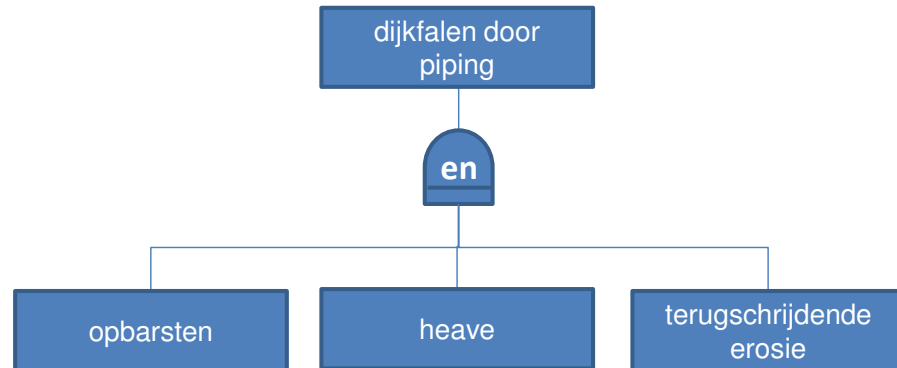 dijkfalen door
piping
en
opbarsten
heave
terugschrijdende
erosie